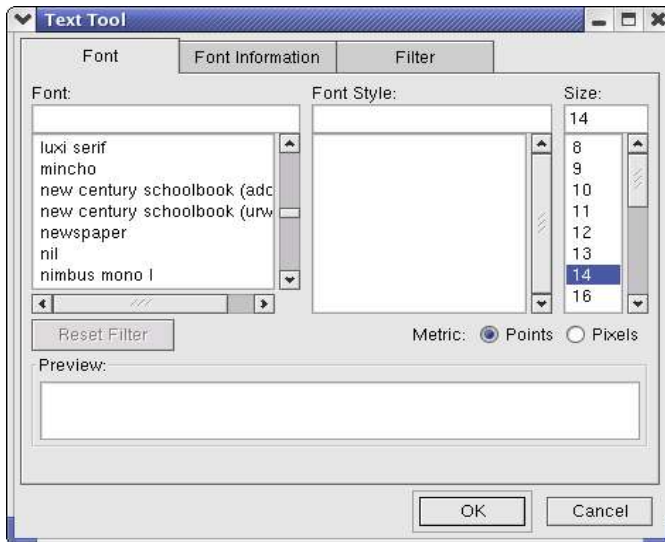 Text Tool
Font
Font Information
Filter
Font:
Font Style:
Size:
14
luxi serif
mincho
new century schoolbook (adc
new century schoolbook (urw
newspaper
nil
nimbus mono l
8
9
10
11
12
13
14
16
Reset Filter
Metric: Points Pixels
Preview:
OK
Cancel